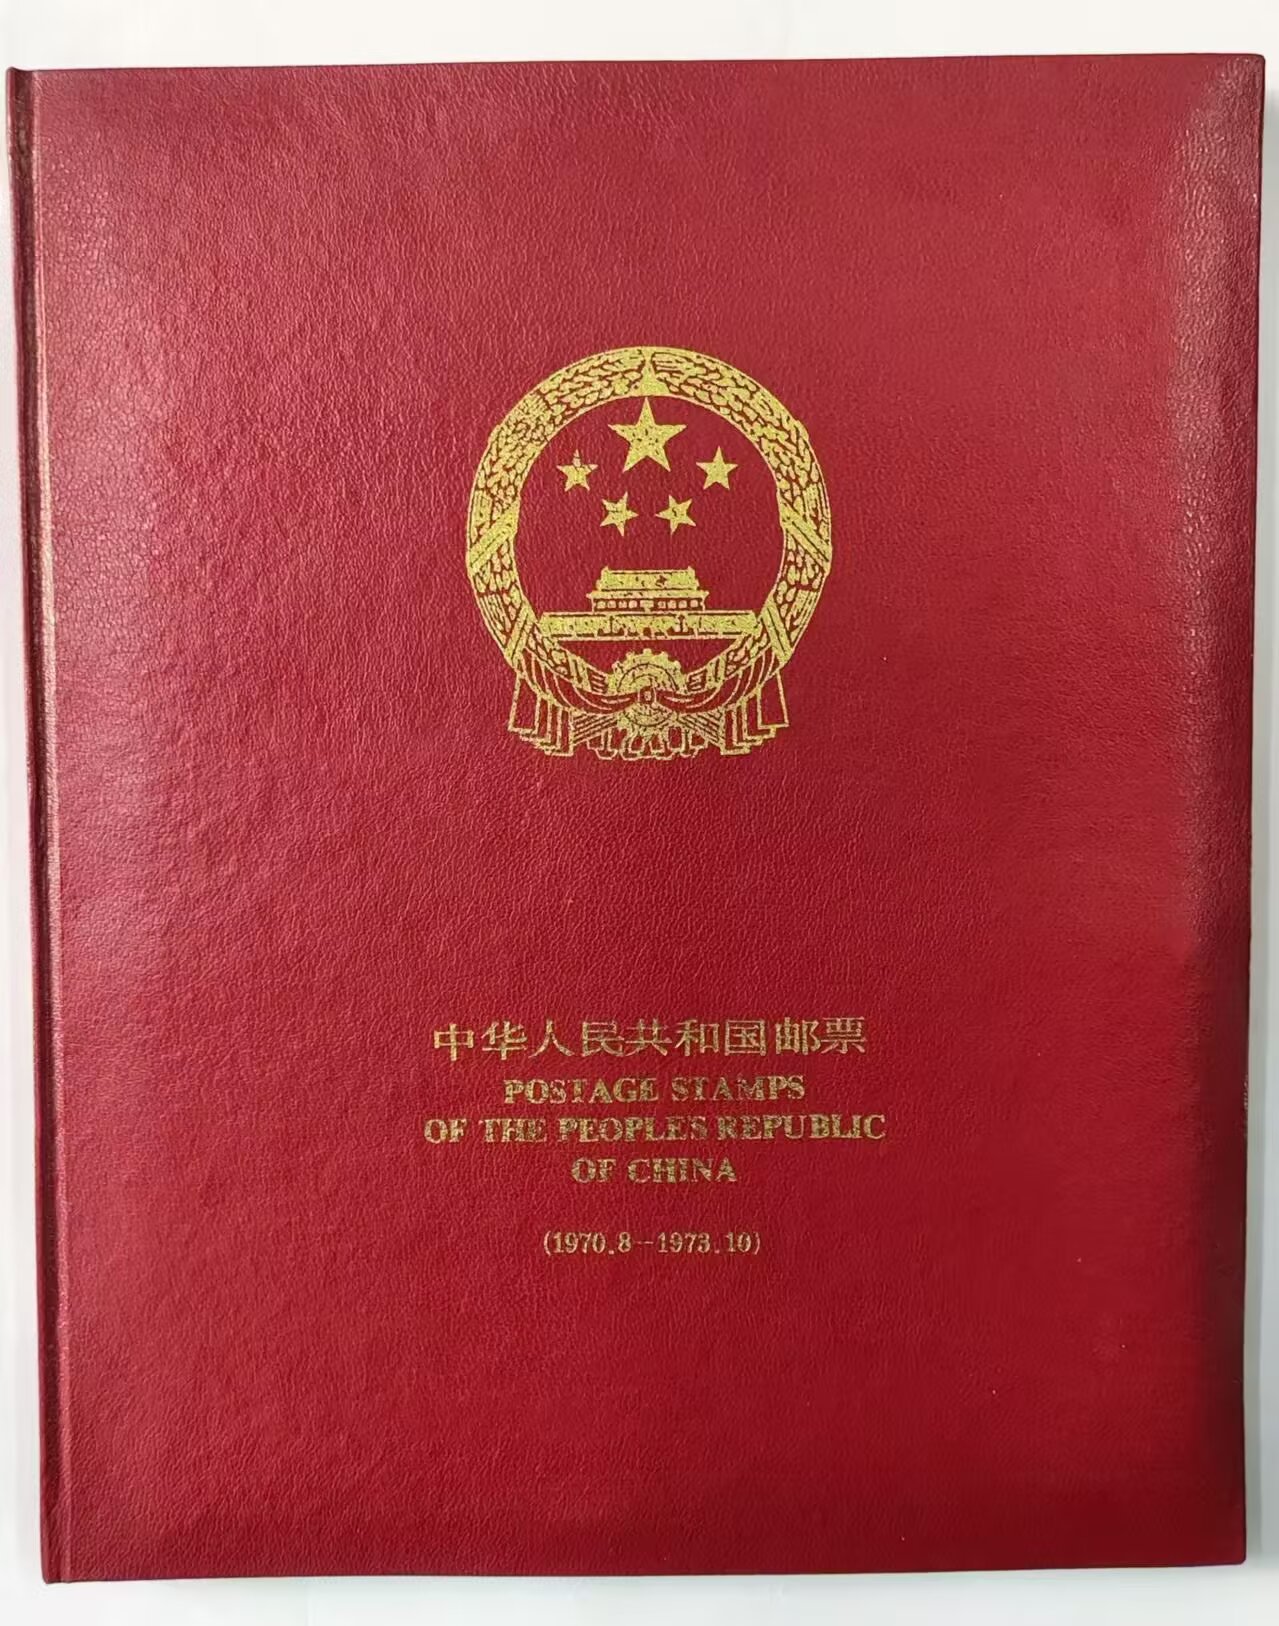 中华人民共和国邮票
POSTAGE STAMPS
OF THE PEOPLE'S REPUBLIC
OF CHINA
(1970.8—1973.10)